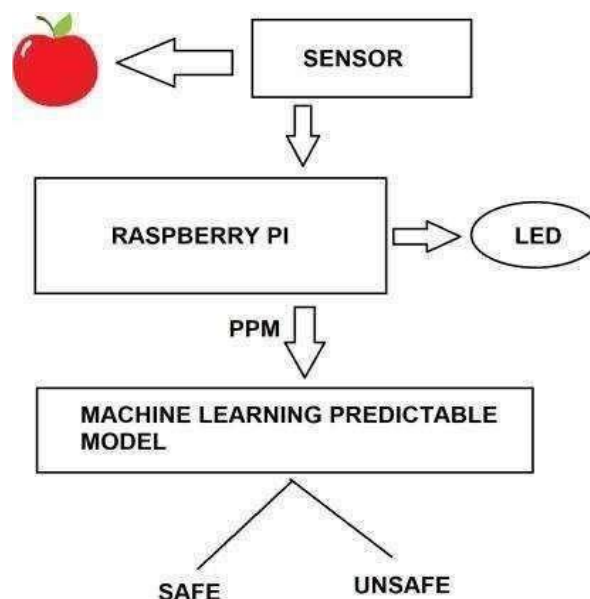 SENSOR
RASPBERRY PI
LED
PPM
MACHINE LEARNING PREDICTABLE
MODEL
SAFE
UNSAFE